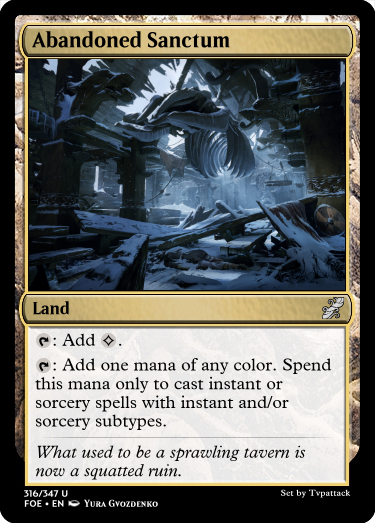 Abandoned Sanctum
Land
: Add .
: Add one mana of any color. Spend
this mana only to cast instant or
sorcery spells with instant and/or
sorcery subtypes.
What used to be a sprawling tavern is
now a squatted ruin.
316/347 U
FOE • EN Yura Gvozdenko
Set by Tvpattack